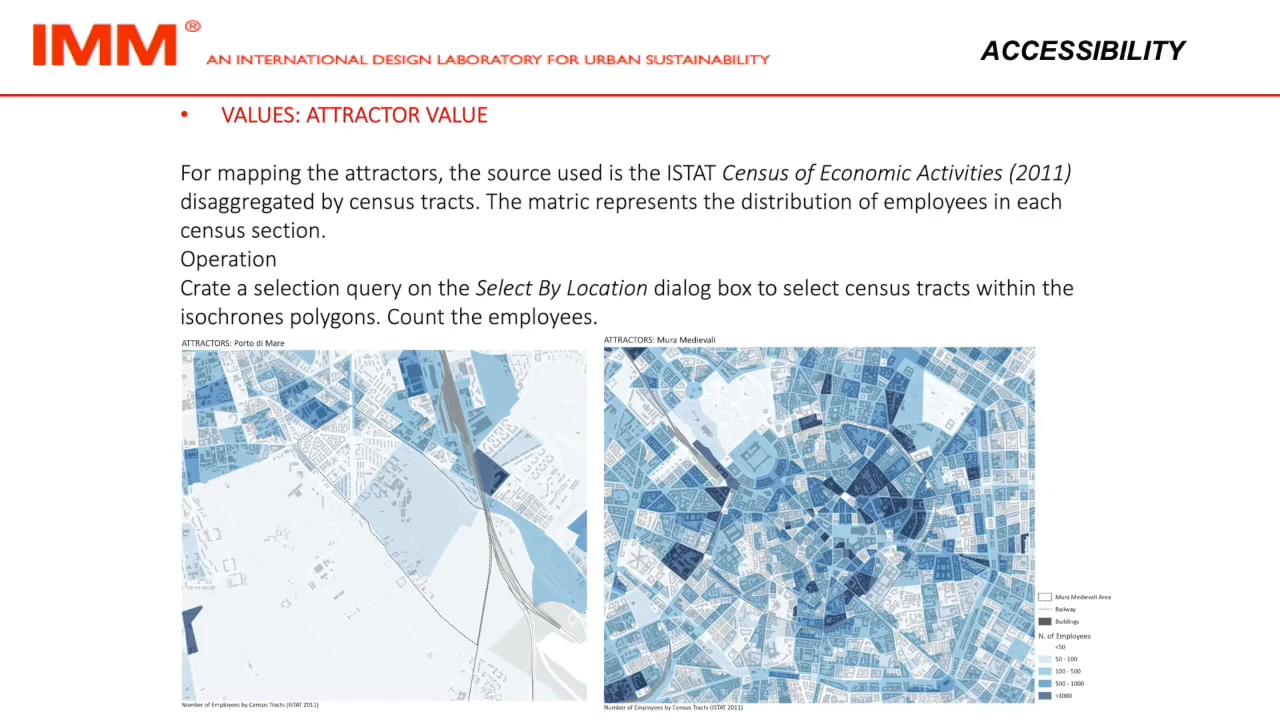 IMM®
AN INTERNATIONAL DESIGN LABORATORY FOR URBAN SUSTAINABILITY
ACCESSIBILITY
• VALUES: ATTRACTOR VALUE
For mapping the attractors, the source used is the ISTAT Census of Economic Activities (2011)
disaggregated by census tracts. The matric represents the distribution of employees in each
census section.
Operation
Crate a selection query on the Select By Location dialog box to select census tracts within the
isochrones polygons. Count the employees.
ATTRACTORS: Porto di Mare
ATTRACTORS: Mura Medievali
Mura Medievali Area
Railway
Buildings
N. of Employees
<50
50 - 100
100 - 500
500 - 1000
>1000
Number of Employees by Census Tracts (ISTAT 2011)
Number of Employees by Census Tracts (ISTAT 2011)